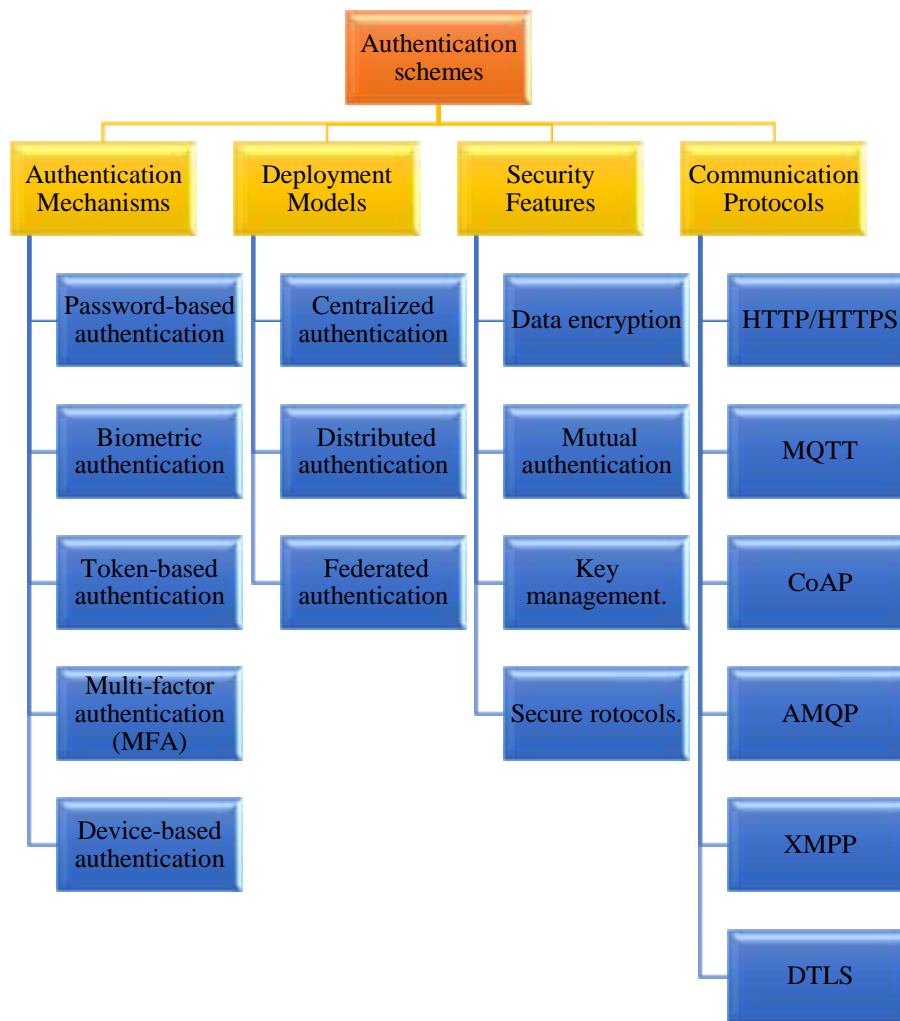 Authentication
schemes
Authentication
Mechanisms
Password-based
authentication
Biometric
authentication
Token-based
authentication
Multi-factor
authentication
(MFA)
Device-based
authentication
Deployment
Models
Centralized
authentication
Distributed
authentication
Federated
authentication
Security
Features
Data encryption
Mutual
authentication
Key
management.
Secure rotocols.
Communication
Protocols
HTTP/HTTPS
MQTT
CoAP
AMQP
XMPP
DTLS